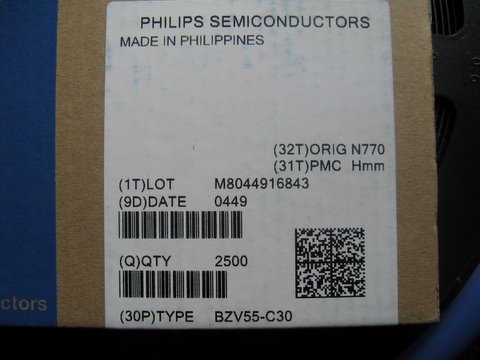 PHILIPS SEMICONDUCTORS
MADE IN PHILIPPINES
(32T)ORIG N770
(31T)PMC Hmm
(1T)LOT M8044916843
(9D)DATE 0449
(Q)QTY 2500
(30P)TYPE BZV55-C30
ctors